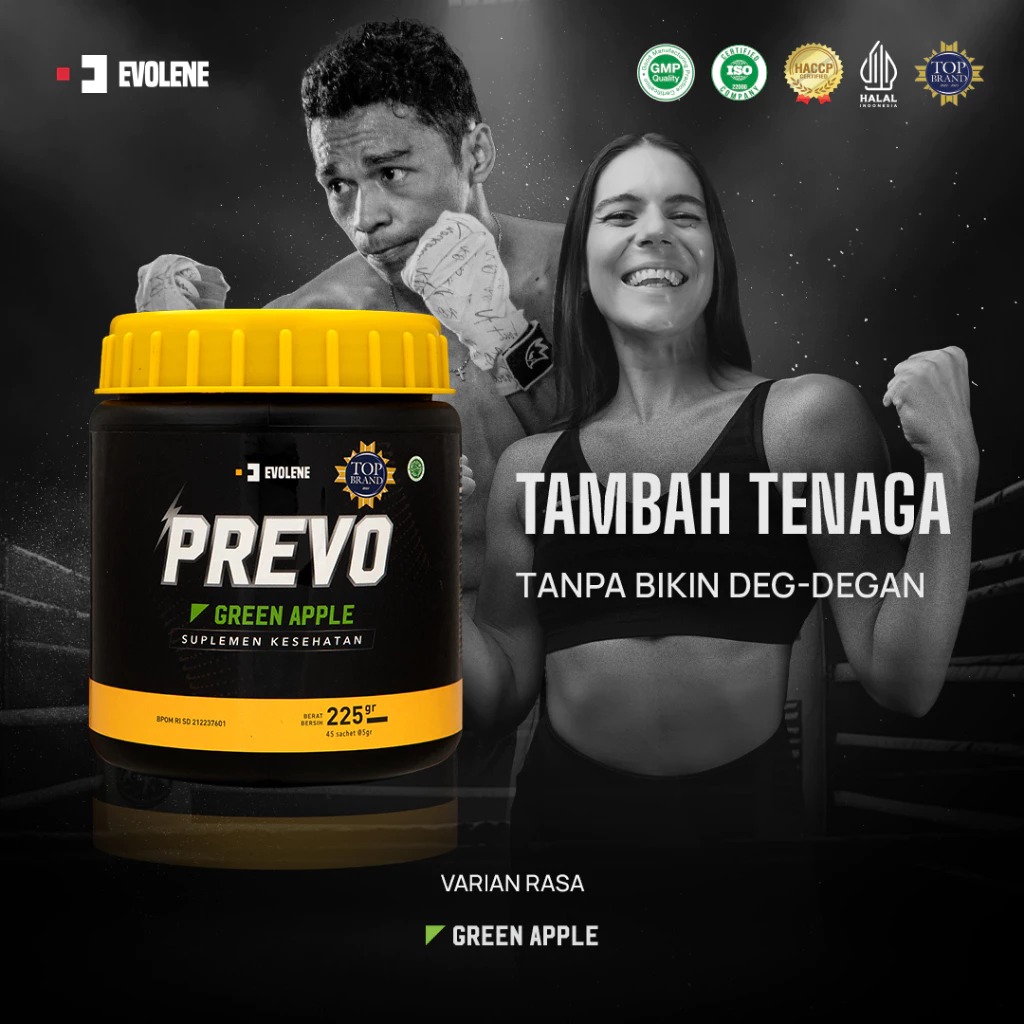 EVOLENE
GMP
Quality
CERTIFIED
ISO
22000
COMPANY
HACCP
CERTIFIED
HALAL
INDONESIA
TOP
BRAND
EVOLENE
TOP
BRAND
PREVO
GREEN APPLE
SUPLEMEN KESEHATAN
BPOM RI SD 212237601
BERAT BERSIH 225gr
45 sachet @5gr
TAMBAH TENAGA
TANPA BIKIN DEG-DEGAN
VARIAN RASA
GREEN APPLE